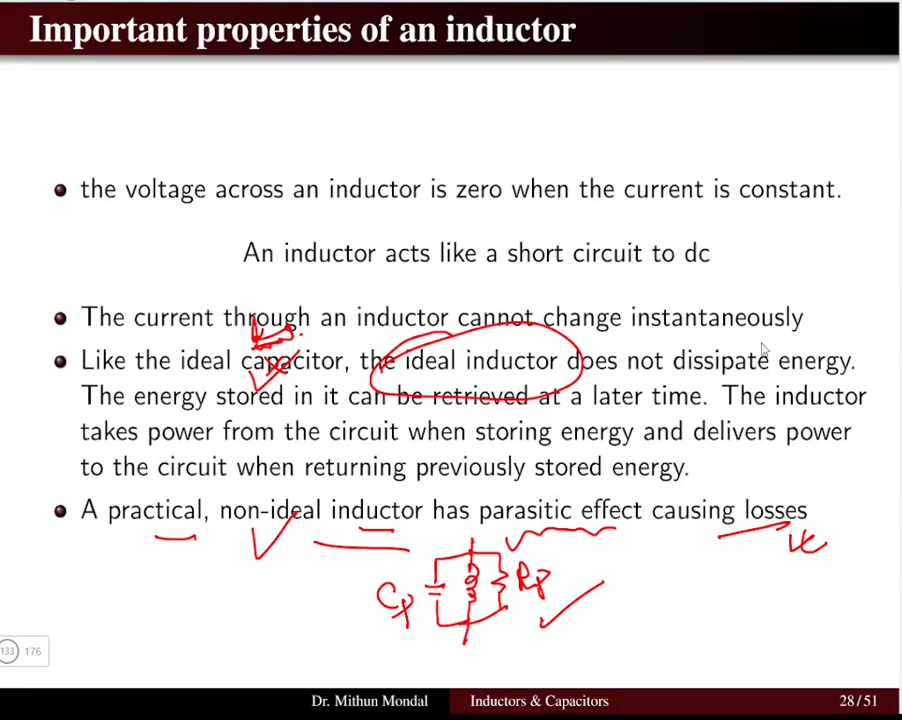 Important properties of an inductor
the voltage across an inductor is zero when the current is constant.
An inductor acts like a short circuit to dc
The current through an inductor cannot change instantaneously
Like the ideal capacitor, the ideal inductor does not dissipate energy.
The energy stored in it can be retrieved at a later time. The inductor
takes power from the circuit when storing energy and delivers power
to the circuit when returning previously stored energy.
A practical, non-ideal inductor has parasitic effect causing losses
Cp
Rp
133 176
Dr. Mithun Mondal Inductors & Capacitors 28/51